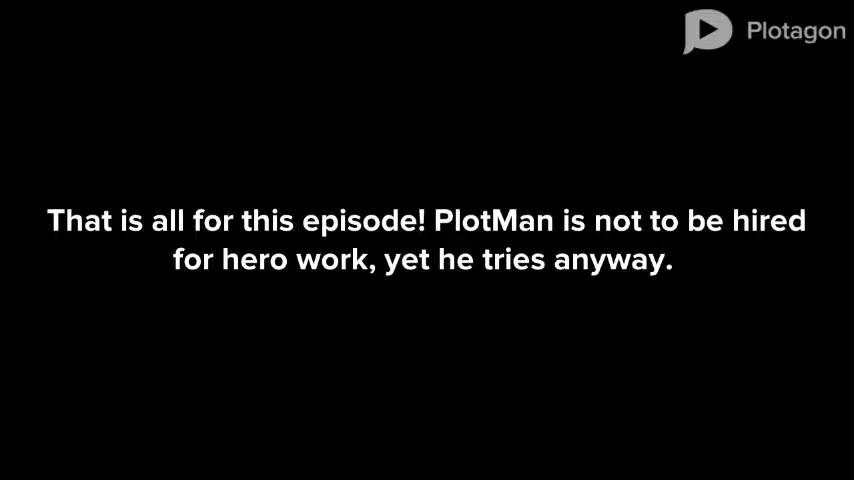 Plotagon
That is all for this episode! PlotMan is not to be hired
for hero work, yet he tries anyway.